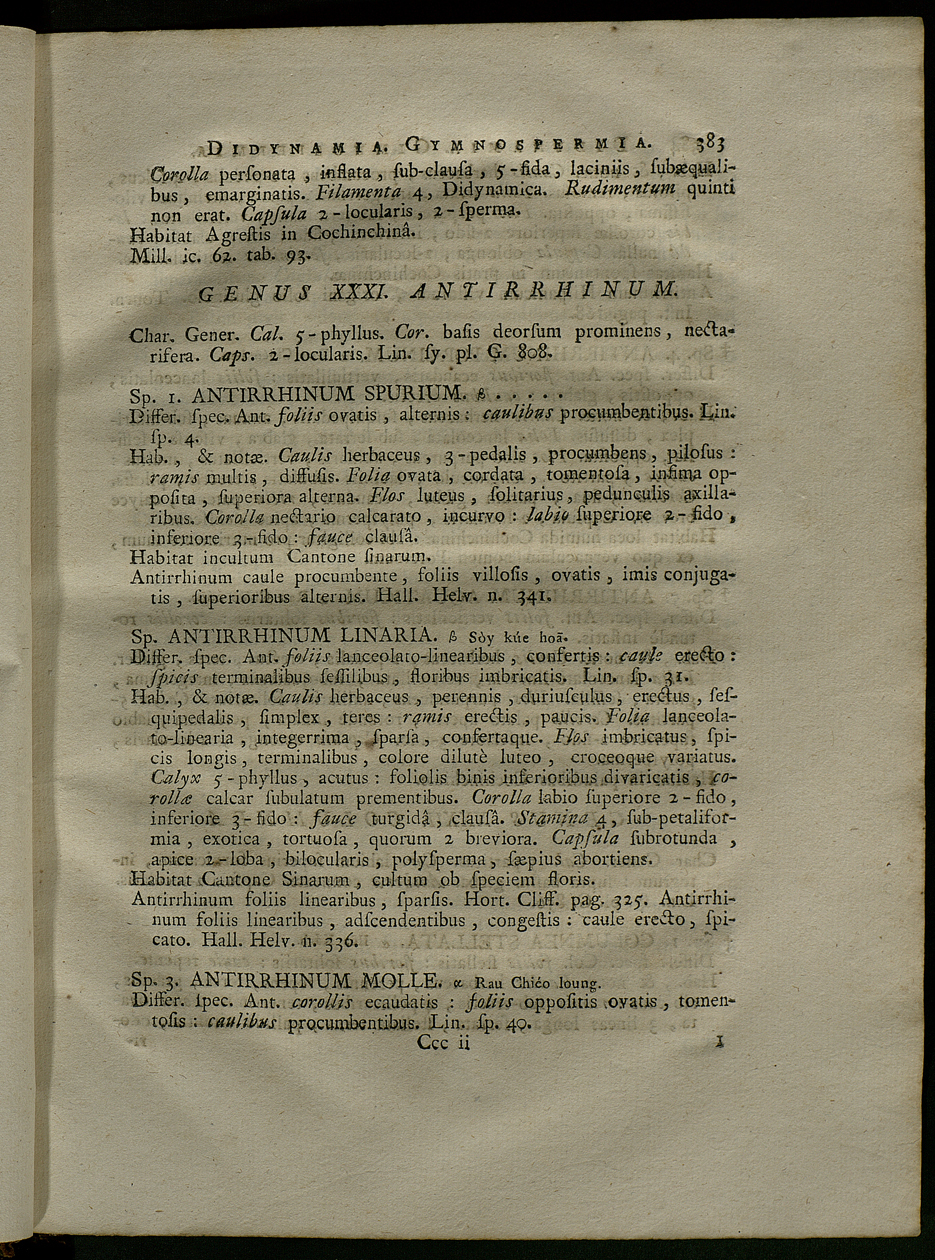 DIDYNAMIA. GYMNOSPERMIA. 383
Corolla perſonata, inflata, ſub-clauſa, 5-fida, laciniis, ſubæquali-
bus, emarginatis. Filamenta 4, Didynamica. Rudimentum quinti
non erat. Capſula 2-locularis, 2-ſperma.
Habitat Agreſtis in Cochinchinâ.
Mill. ic. 62. tab. 93.
GENUS XXXI. ANTIRRHINUM.
Char. Gener. Cal. 5-phyllus. Cor. baſis deorſum prominens, necta-
rifera. Caps. 2-locularis. Lin. ſy. pl. G. 808.
Sp. 1. ANTIRRHINUM SPURIUM. ß . . . . .
Differ. ſpec. Ant. foliis ovatis, alternis: caulibus procumbentibus. Lin.
ſp. 4.
Hab., & notæ. Caulis herbaceus, 3-pedalis, procumbens, piloſus:
ramis multis, diffuſis. Folia ovata, cordata, tomentoſa, infima op-
poſita, ſuperiora alterna. Flos luteus, ſolitarius, pedunculis axilla-
ribus. Corolla nectario calcarato, incurvo: labio ſuperiore 2-fido,
inferiore 3-fido: fauce clauſâ.
Habitat incultum Cantone ſinarum.
Antirrhinum caule procumbente, foliis villoſis, ovatis, imis conjuga-
tis, ſuperioribus alternis. Hall. Helv. n. 341.
Sp. ANTIRRHINUM LINARIA. ß Sòy kúc hoã.
Differ. ſpec. Ant. foliis lanceolato-linearibus, confertis: caule erecto:
ſpicis terminalibus ſeſſilibus, floribus imbricatis. Lin. ſp. 31.
Hab., & notæ. Caulis herbaceus, perennis, duriuſculus, erectus, ſeſ-
quipedalis, ſimplex, teres: ramis erectis, paucis. Folia lanceola-
to-linearia, integerrima, ſparſa, confertaque. Flos imbricatus, ſpi-
cis longis, terminalibus, colore dilutè luteo, croceoque variatus.
Calyx 5-phyllus, acutus: foliolis binis inferioribus divaricatis, co-
rollæ calcar ſubulatum prementibus. Corolla labio ſuperiore 2-fido,
inferiore 3-fido: fauce turgidâ, clauſâ. Stamina 4, ſub-petalifor-
mia, exotica, tortuoſa, quorum 2 breviora. Capſula ſubrotunda,
apice 2-loba, bilocularis, polyſperma, ſæpius abortiens.
Habitat Cantone Sinarum, cultum ob ſpeciem floris.
Antirrhinum foliis linearibus, ſparſis. Hort. Cliff. pag. 325. Antirrhi-
num foliis linearibus, adſcendentibus, congeſtis: caule erecto, ſpi-
cato. Hall. Helv. n. 336.
Sp. 3. ANTIRRHINUM MOLLE. α Rau Chićo loung.
Differ. ſpec. Ant. corollis ecaudatis: foliis oppoſitis ovatis, tomen-
toſis: caulibus procumbentibus. Lin. ſp. 40.
Ccc ii 1